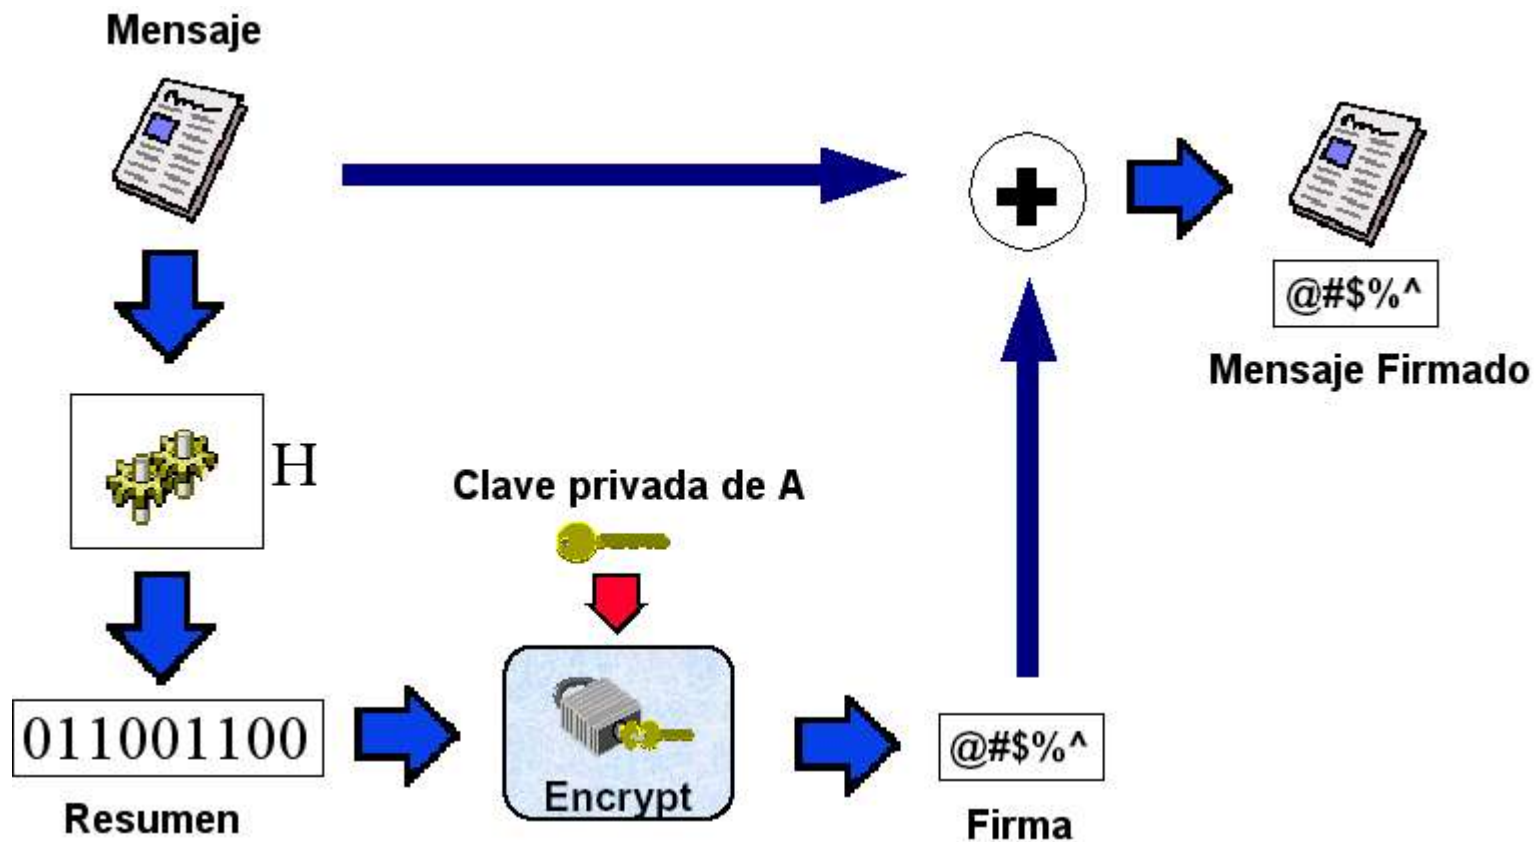 Mensaje
@#$%^
Mensaje Firmado
H
Clave privada de A
011001100
Encrypt
@#$%^
Resumen
Firma